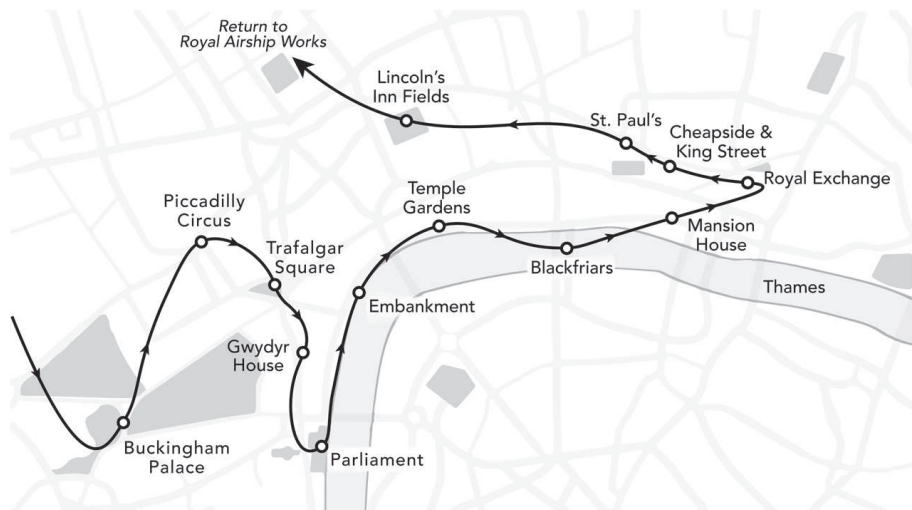 Return to
Royal Airship Works
Lincoln's
Inn Fields
St. Paul's
Cheapside &
King Street
Royal Exchange
Temple
Gardens
Piccadilly
Circus
Mansion
House
Trafalgar
Square
Blackfriars
Thames
Embankment
Gwydyr
House
Buckingham
Palace
Parliament